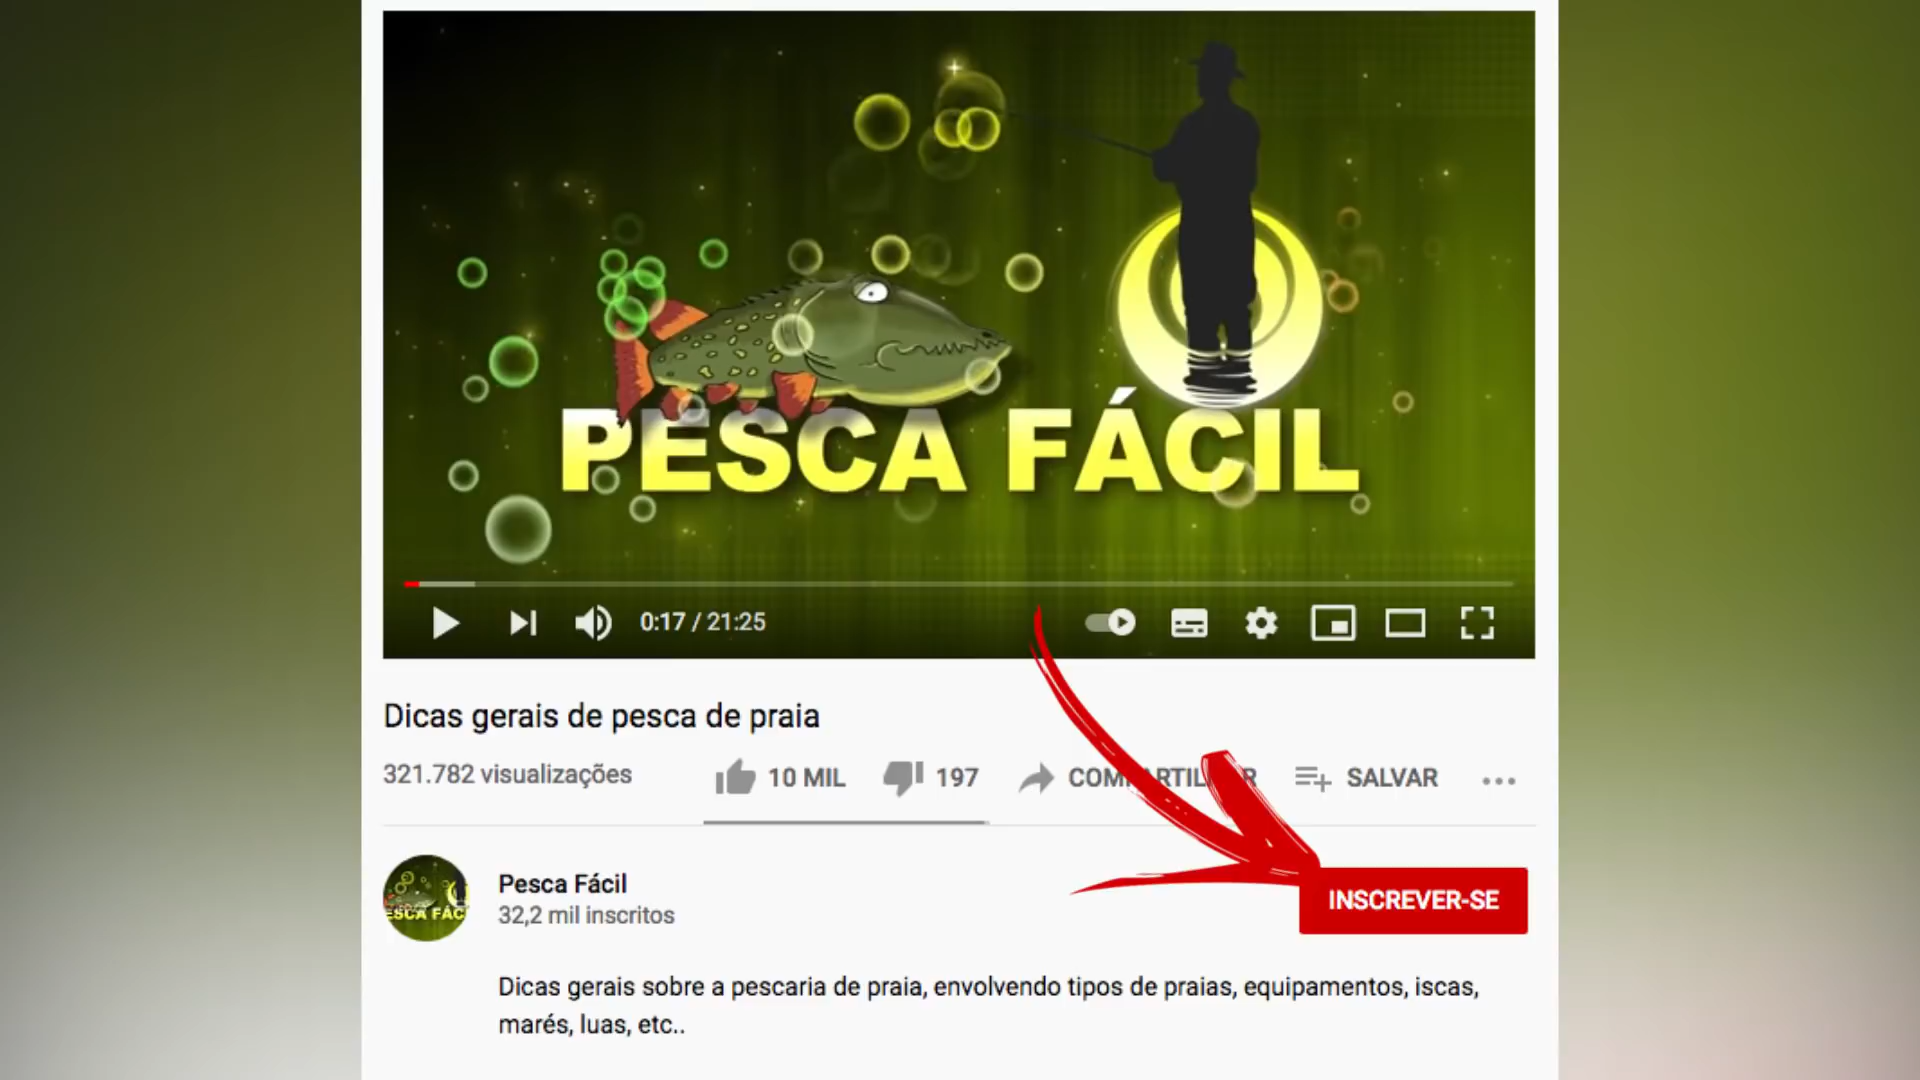 PESCA FÁCIL
0:17 / 21:25
Dicas gerais de pesca de praia
321.782 visualizações
10 MIL
197
SALVAR
Pesca Fácil
32,2 mil inscritos
INSCREVER-SE
Dicas gerais sobre a pescaria de praia, envolvendo tipos de praias, equipamentos, iscas,
marés, luas, etc..